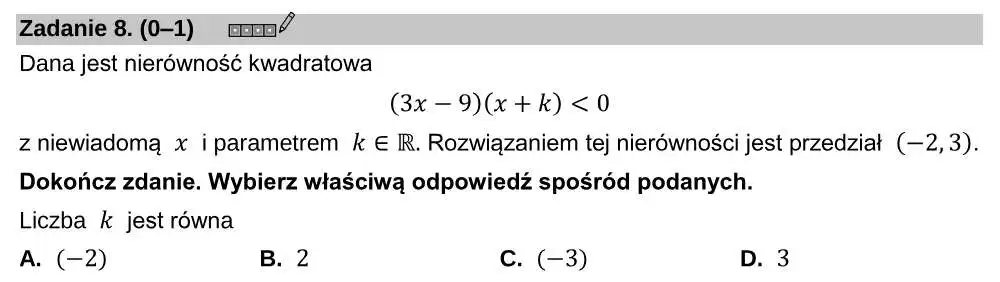 Zadanie 8. (0–1)
Dana jest nierówność kwadratowa
(3x − 9)(x + k) < 0
z niewiadomą x i parametrem k ∈ ℝ. Rozwiązaniem tej nierówności jest przedział (−2, 3).
Dokończ zdanie. Wybierz właściwą odpowiedź spośród podanych.
Liczba k jest równa
A. (−2) B. 2 C. (−3) D. 3